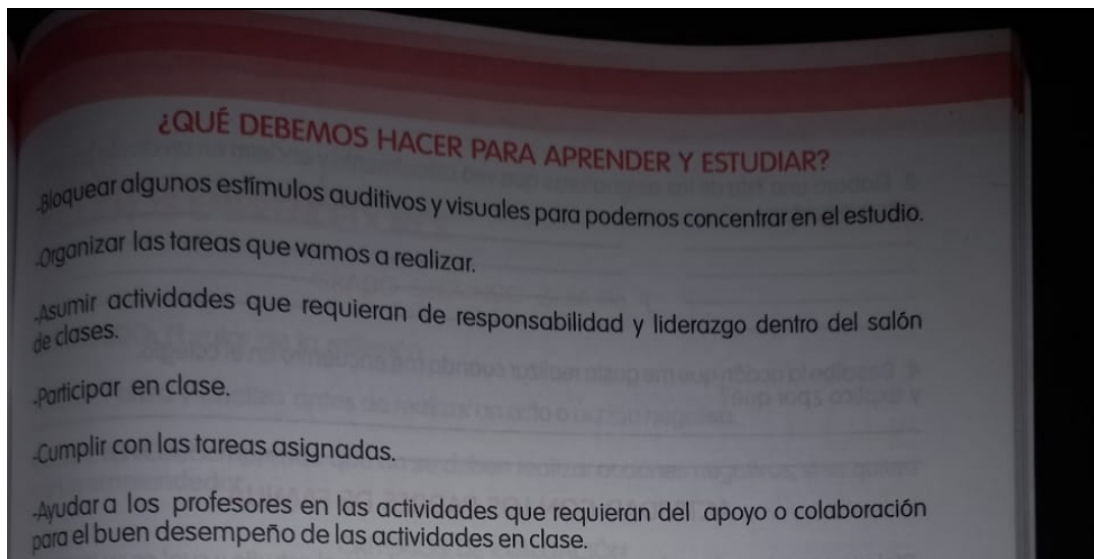 ¿QUÉ DEBEMOS HACER PARA APRENDER Y ESTUDIAR?
-Bloquear algunos estímulos auditivos y visuales para podernos concentrar en el estudio.
-Organizar las tareas que vamos a realizar.
-Asumir actividades que requieran de responsabilidad y liderazgo dentro del salón
de clases.
-Participar en clase.
-Cumplir con las tareas asignadas.
-Ayudar a los profesores en las actividades que requieran del apoyo o colaboración
para el buen desempeño de las actividades en clase.